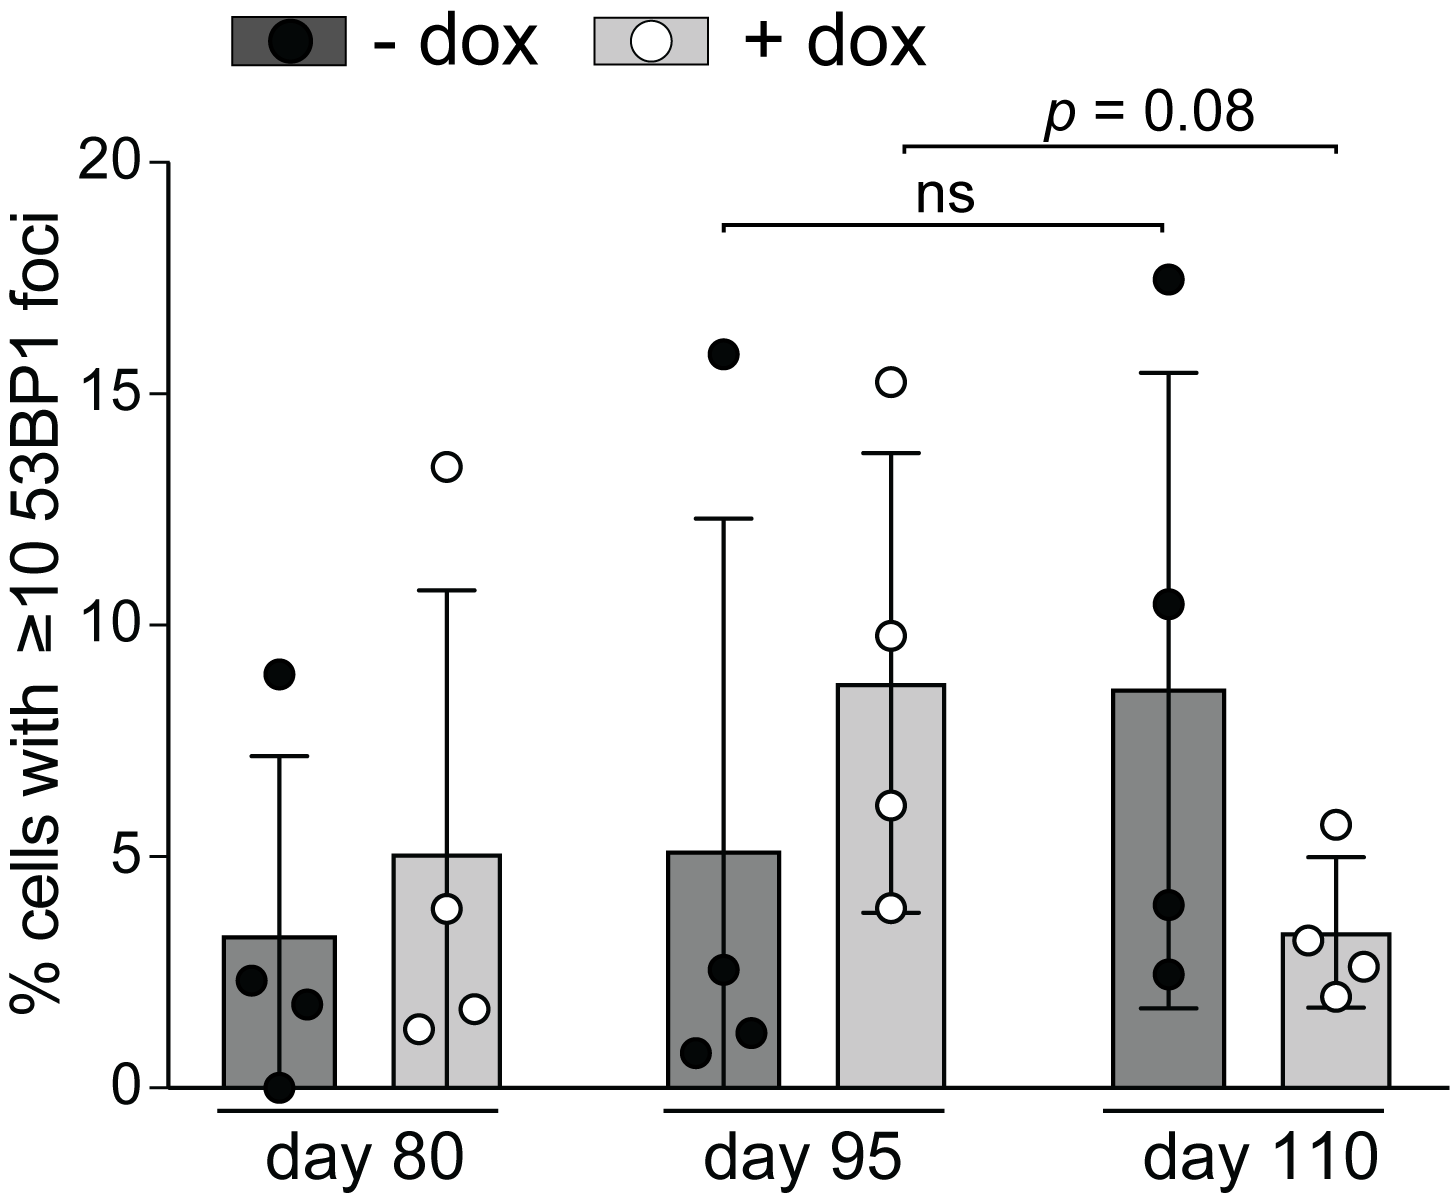 - dox + dox
p = 0.08
ns
% cells with ≥10 53BP1 foci
20
15
10
5
0
day 80 day 95 day 110